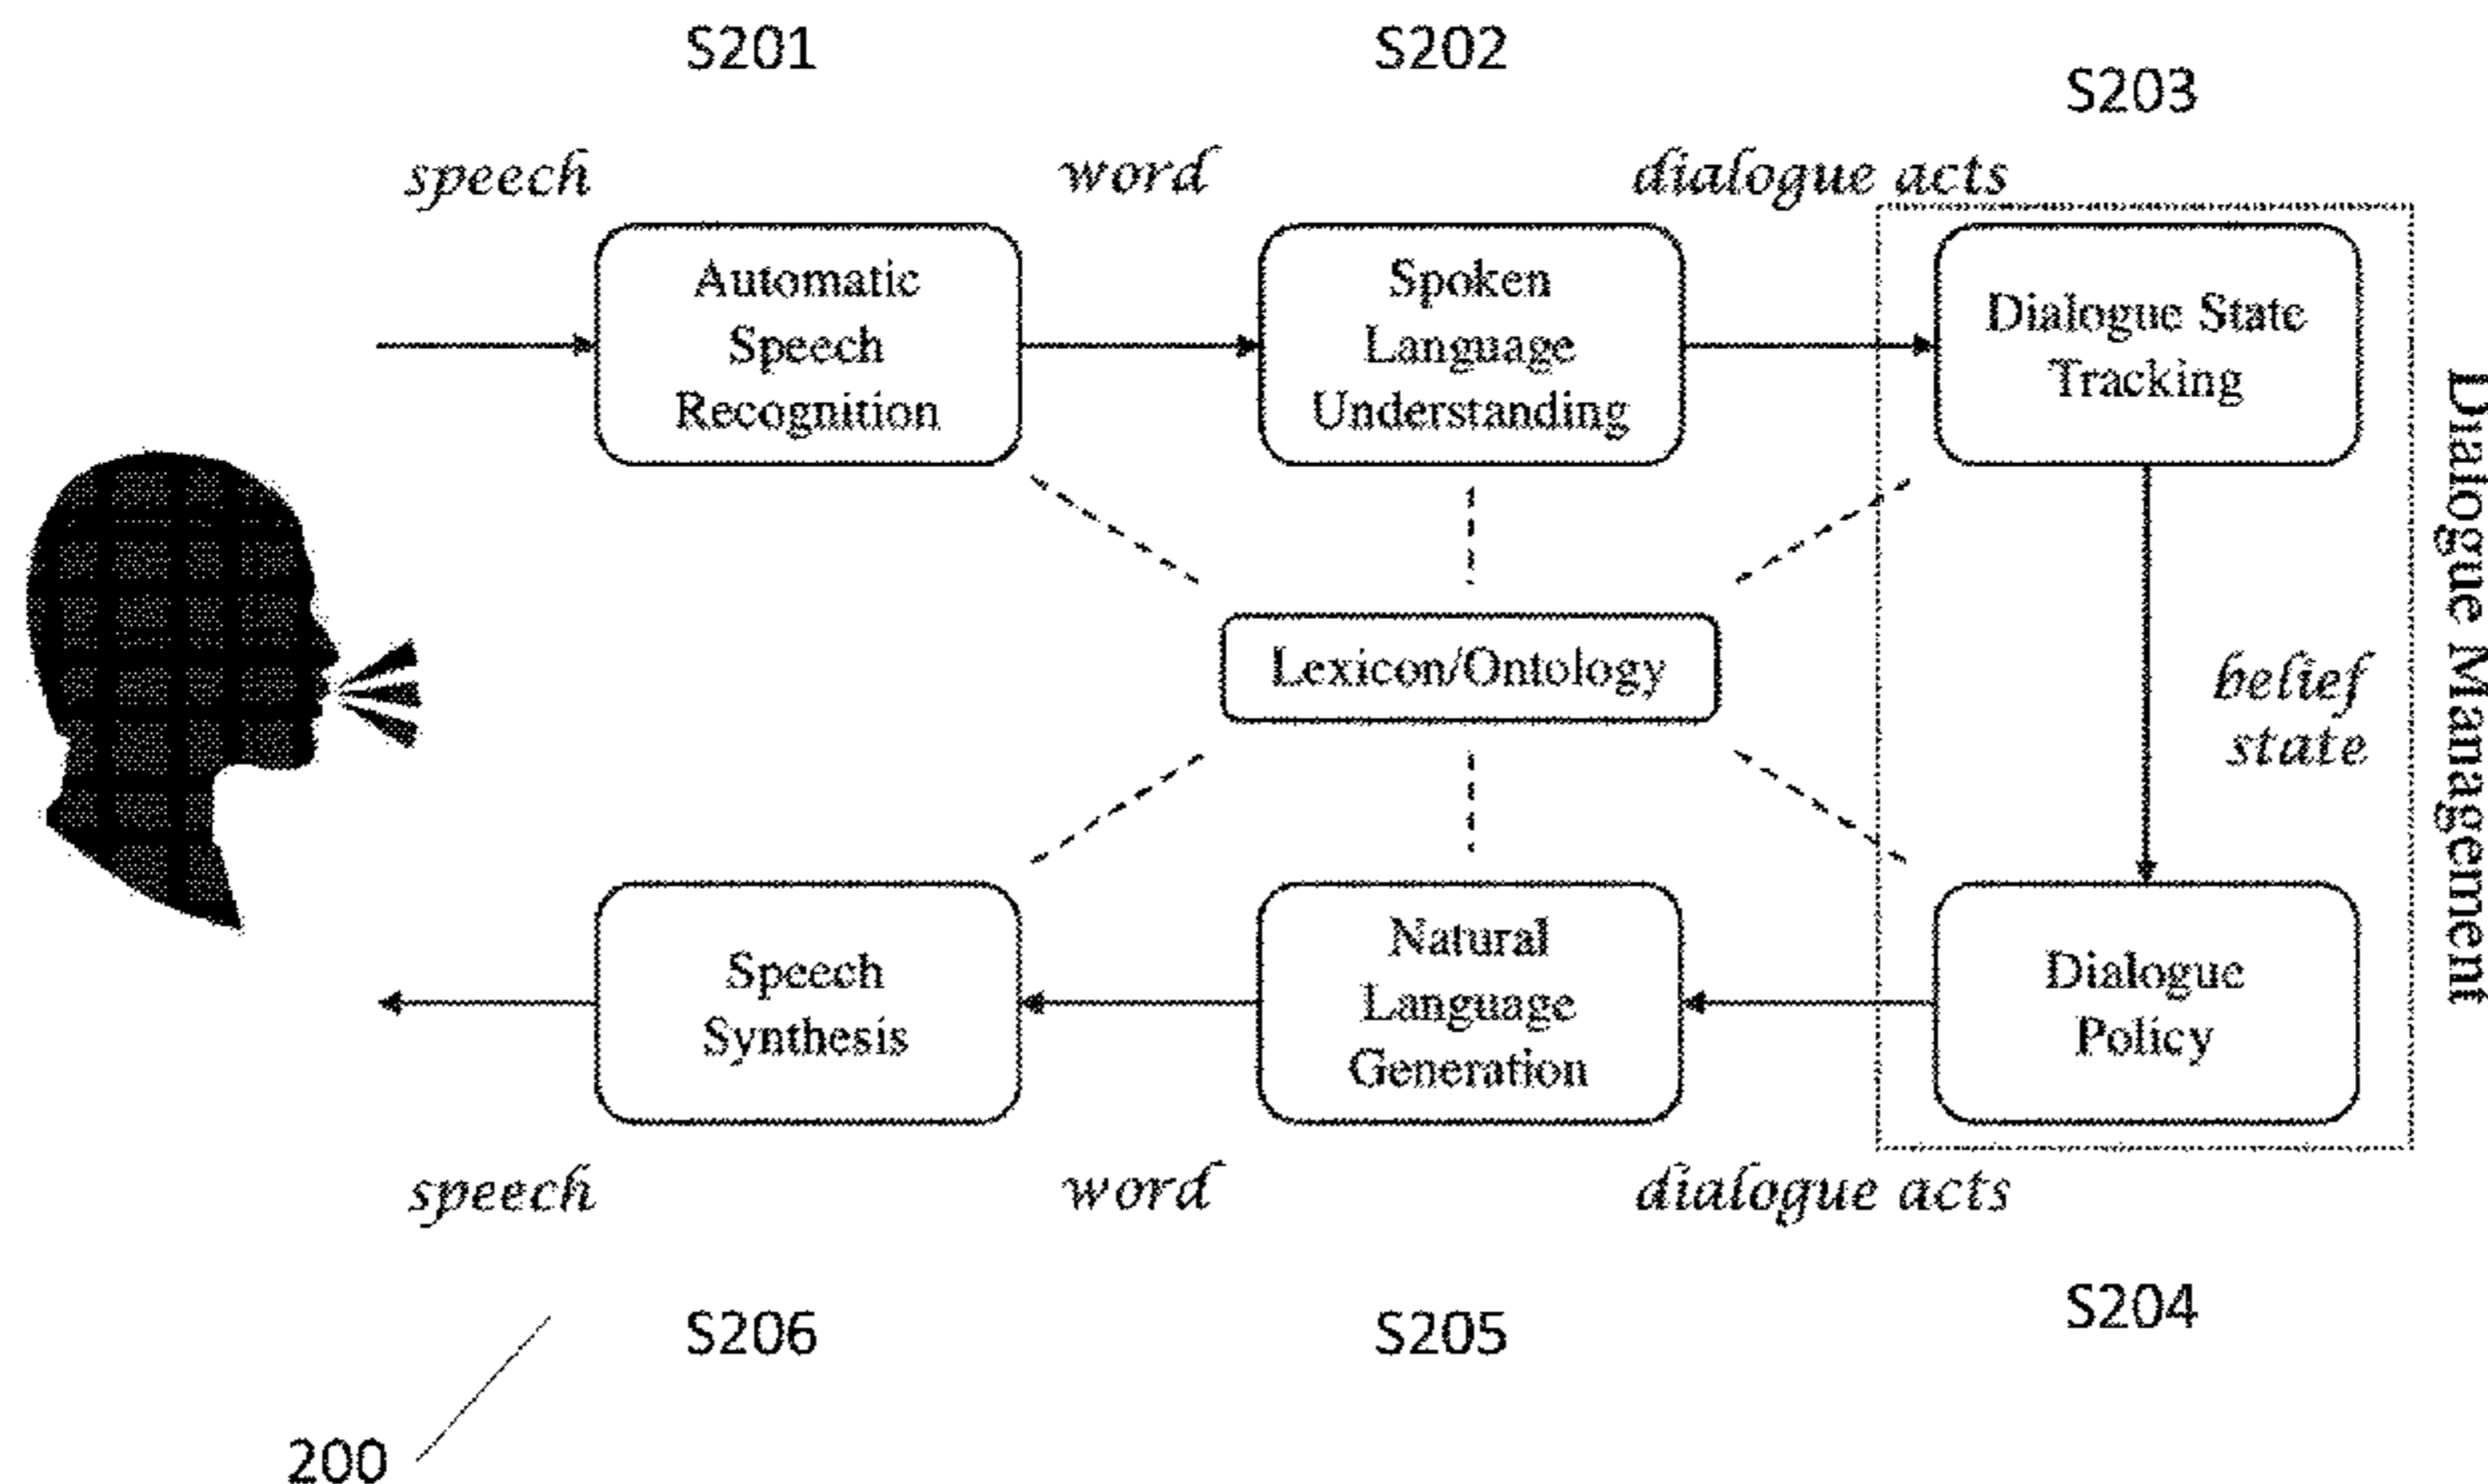 S201
S202
S203
speech
word
dialogue acts
Automatic
Speech
Recognition
Spoken
Language
Understanding
Dialogue State
Tracking
Dialogue Management
Lexicon/Ontology
belief
state
Speech
Synthesis
Natural
Language
Generation
Dialogue
Policy
speech
word
dialogue acts
S206
S205
S204
200